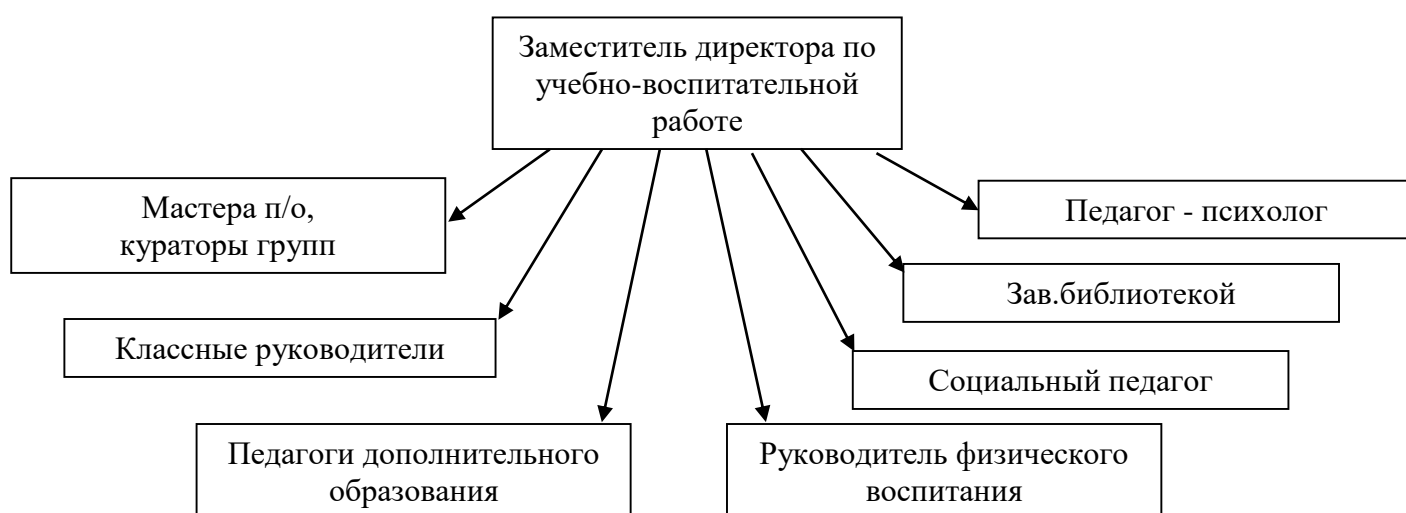 Заместитель директора по
учебно-воспитательной
работе
Мастера п/о,
кураторы групп
Педагог - психолог
Зав.библиотекой
Классные руководители
Социальный педагог
Педагоги дополнительного
образования
Руководитель физического
воспитания